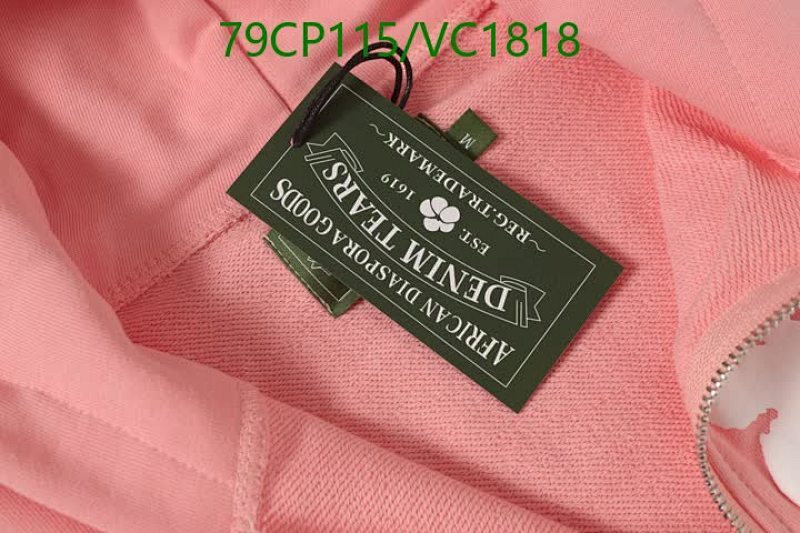 79CP115/VC1818
M
AFRICAN DIASPORA GOODS
DENIM TEARS
EST. 1619
~REG.TRADEMARK~